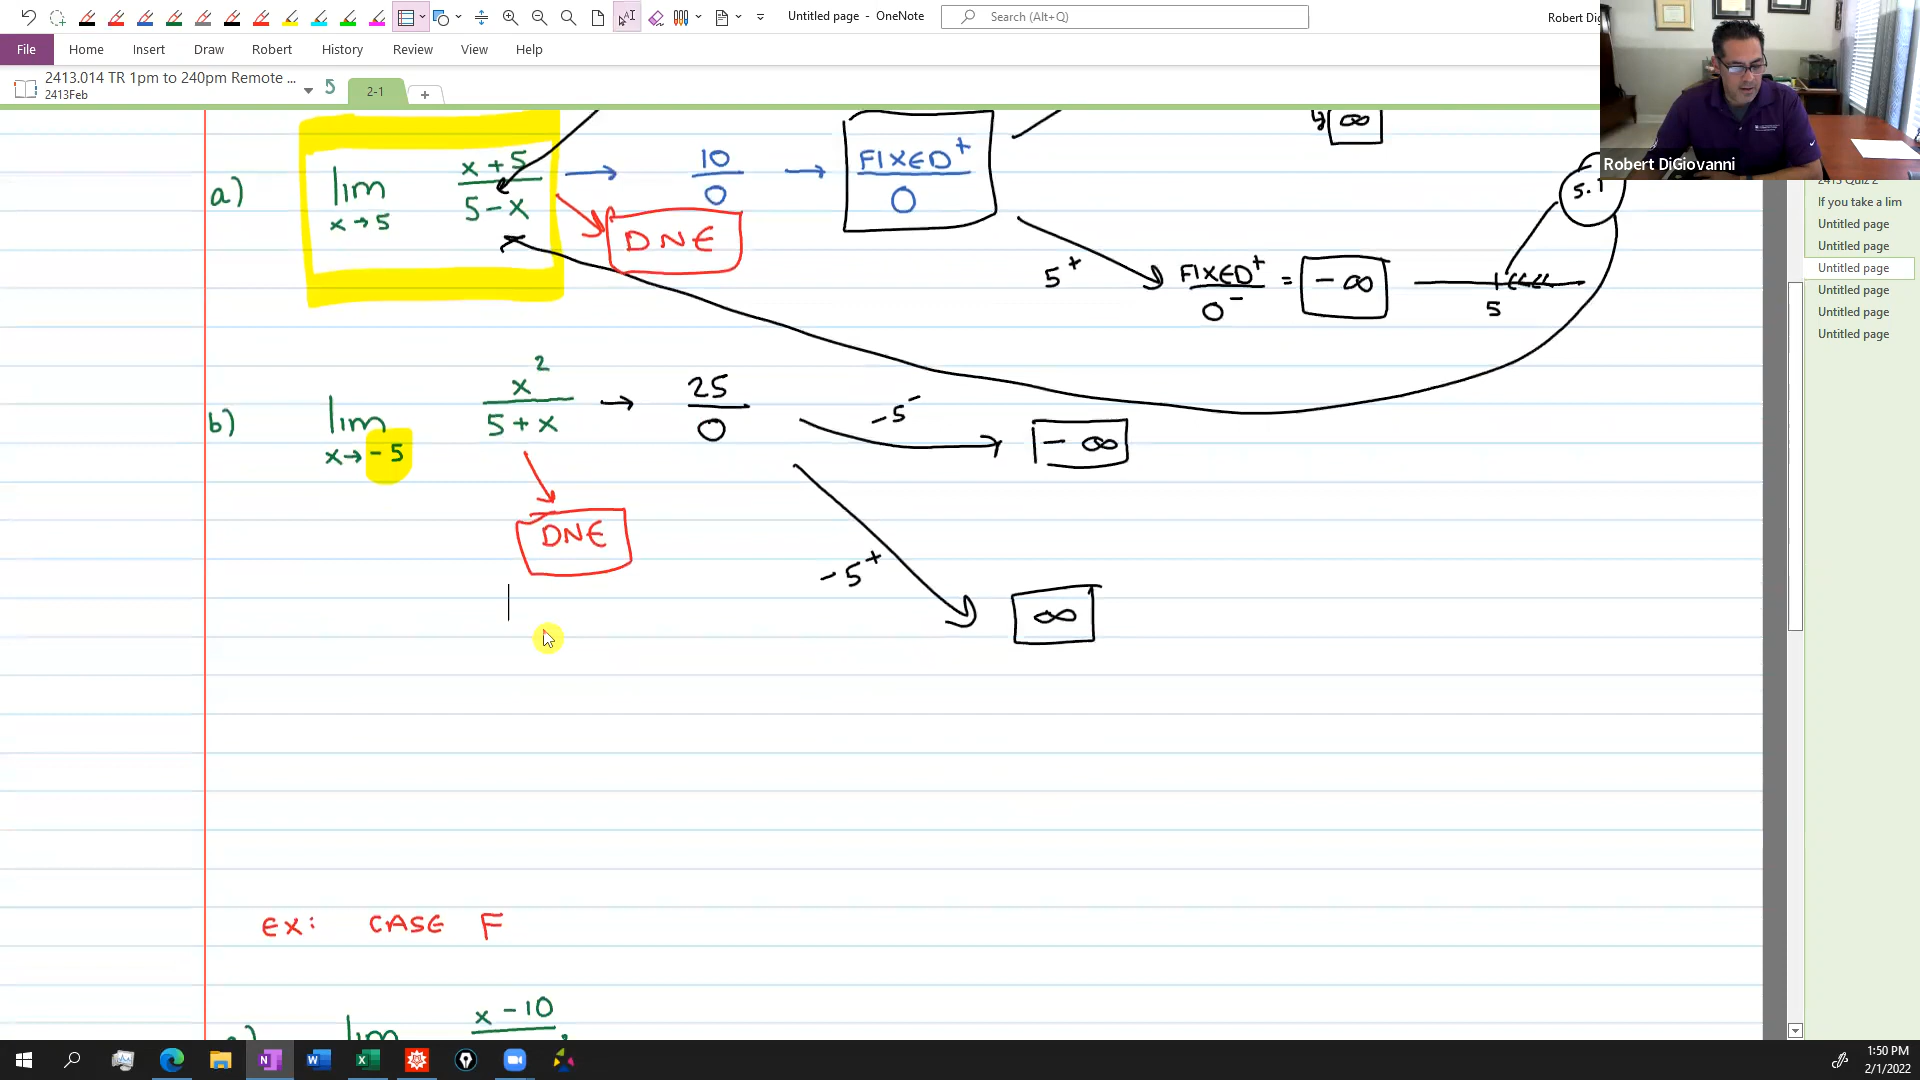 Untitled page - OneNote
Search (Alt+Q)
File Home Insert Draw Robert History Review View Help
2413.014 TR 1pm to 240pm Remote ...
2413Feb
2-1
Robert DiGiovanni
If you take a lim
Untitled page
Untitled page
Untitled page
Untitled page
Untitled page
Untitled page
a) lim x→5 x+5 / 5-x → 10 / 0 → FIXED⁺ / 0
∞
DNE
5⁺ FIXED⁺ / 0⁻ = -∞
5
5.1
b) lim x→-5 x² / 5+x → 25 / 0
-5⁻ -∞
DNE
-5⁺ ∞
EX: CASE F
lim x-10
1:50 PM
2/1/2022